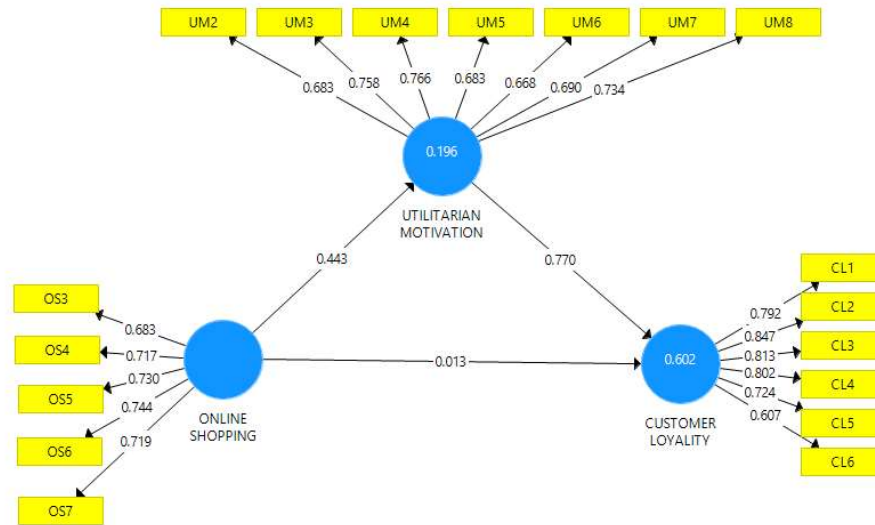 UM2 UM3 UM4 UM5 UM6 UM7 UM8
0.683 0.758 0.766 0.683 0.668 0.690 0.734
0.196
UTILITARIAN
MOTIVATION
0.443
0.770
OS3
OS4
OS5
OS6
OS7
0.683
0.717
0.730
0.744
0.719
ONLINE
SHOPPING
0.013
0.602
CUSTOMER
LOYALITY
0.792
0.847
0.813
0.802
0.724
0.607
CL1
CL2
CL3
CL4
CL5
CL6